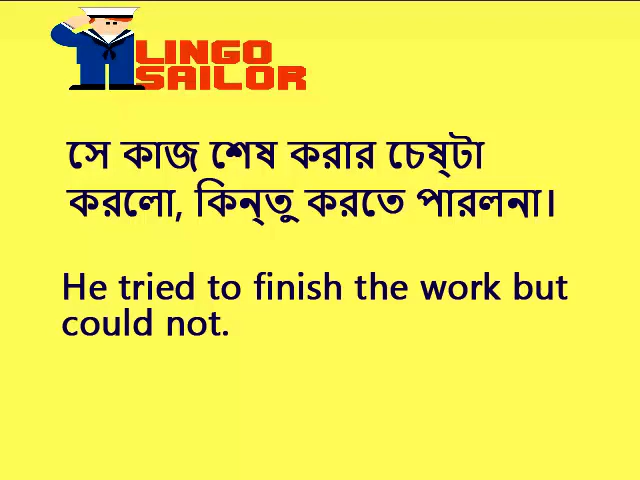 LINGO
SAILOR
সে কাজ শেষ করার চেষ্‌টা
করলো, কিন্‌তু করতে পারলনা।
He tried to finish the work but
could not.